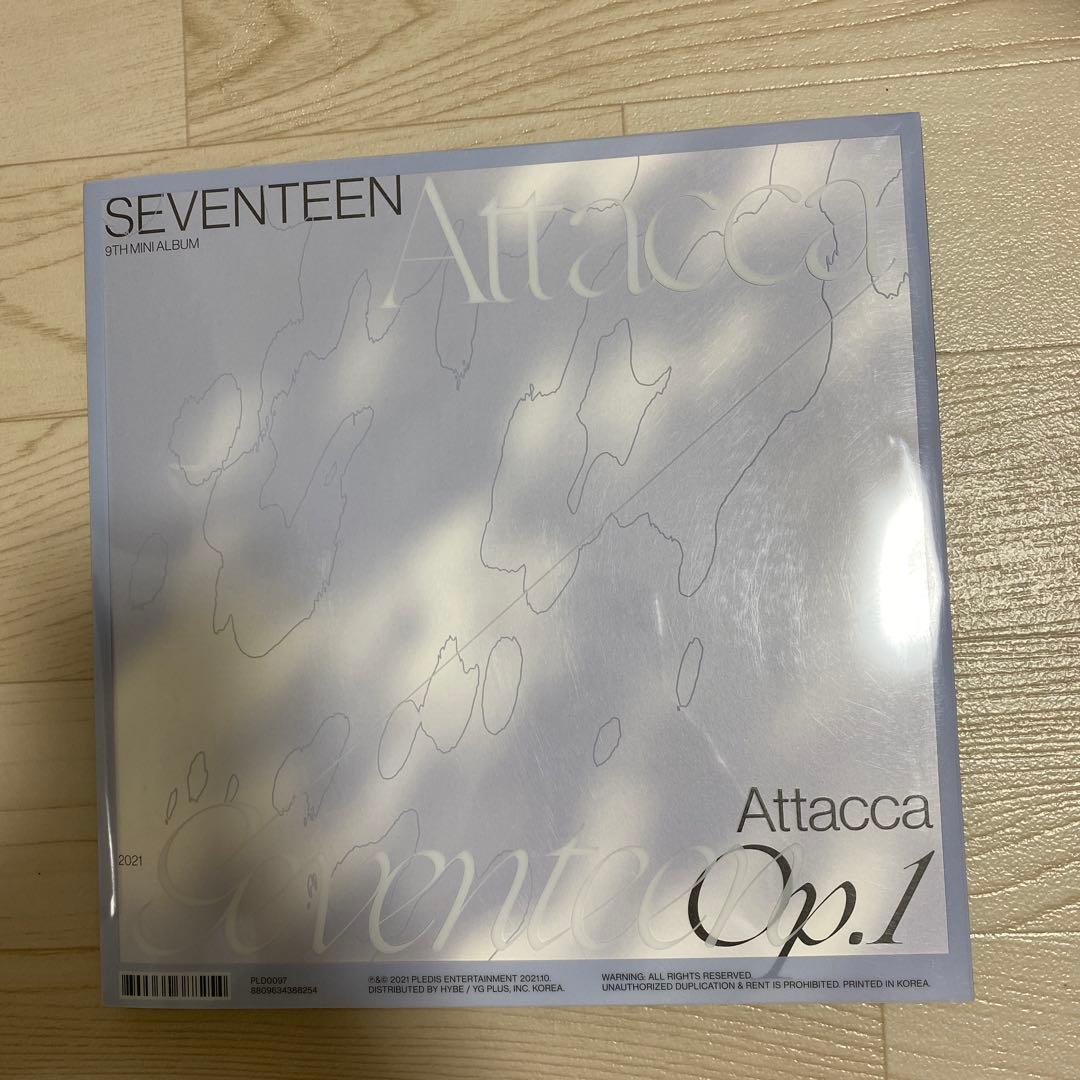 SEVENTEEN
Attacca
9TH MINI ALBUM
Attacca
2021
Seventeen
Op.1
PLD0097
8809634388254
℗&© 2021 PLEDIS ENTERTAINMENT 2021.10.
DISTRIBUTED BY HYBE / YG PLUS, INC. KOREA.
WARNING: ALL RIGHTS RESERVED.
UNAUTHORIZED DUPLICATION & RENT IS PROHIBITED. PRINTED IN KOREA.